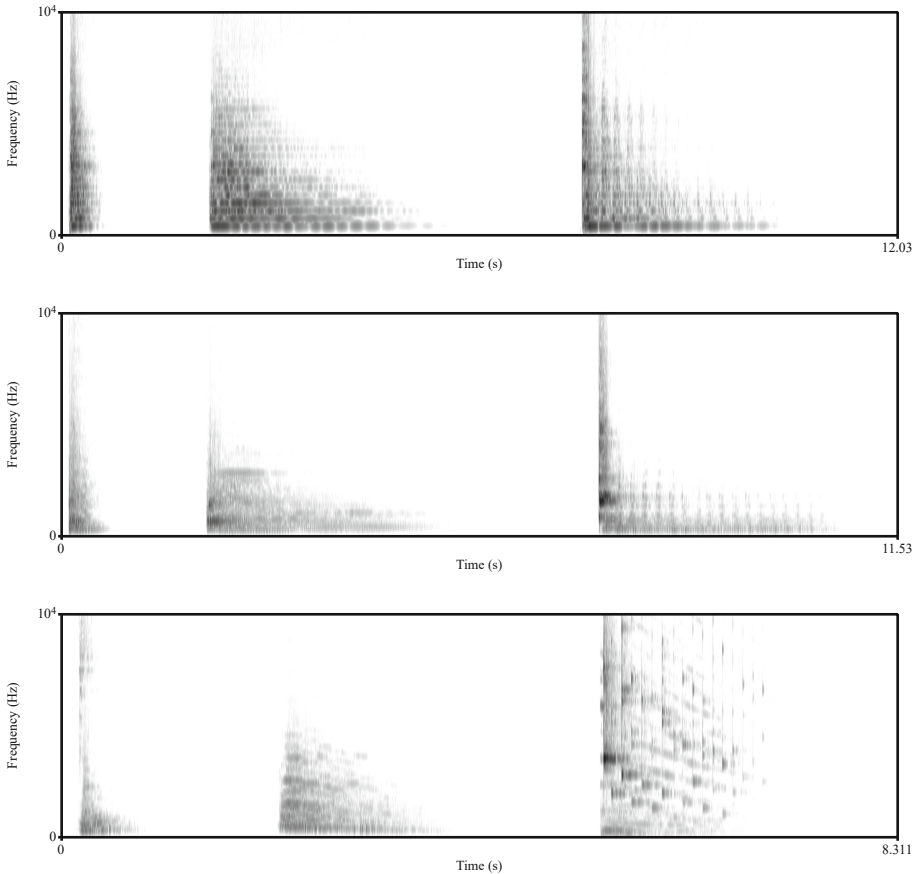 10⁴
Frequency (Hz)
0
0
12.03
Time (s)
10⁴
Frequency (Hz)
0
0
11.53
Time (s)
10⁴
Frequency (Hz)
0
0
8.311
Time (s)